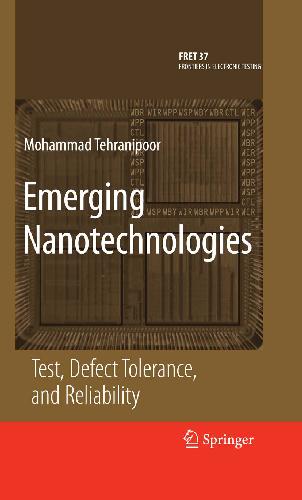 FRET 37
FRONTIERS IN ELECTRONIC TESTING
Mohammad Tehranipoor
Emerging
Nanotechnologies
Test, Defect Tolerance,
and Reliability
Springer